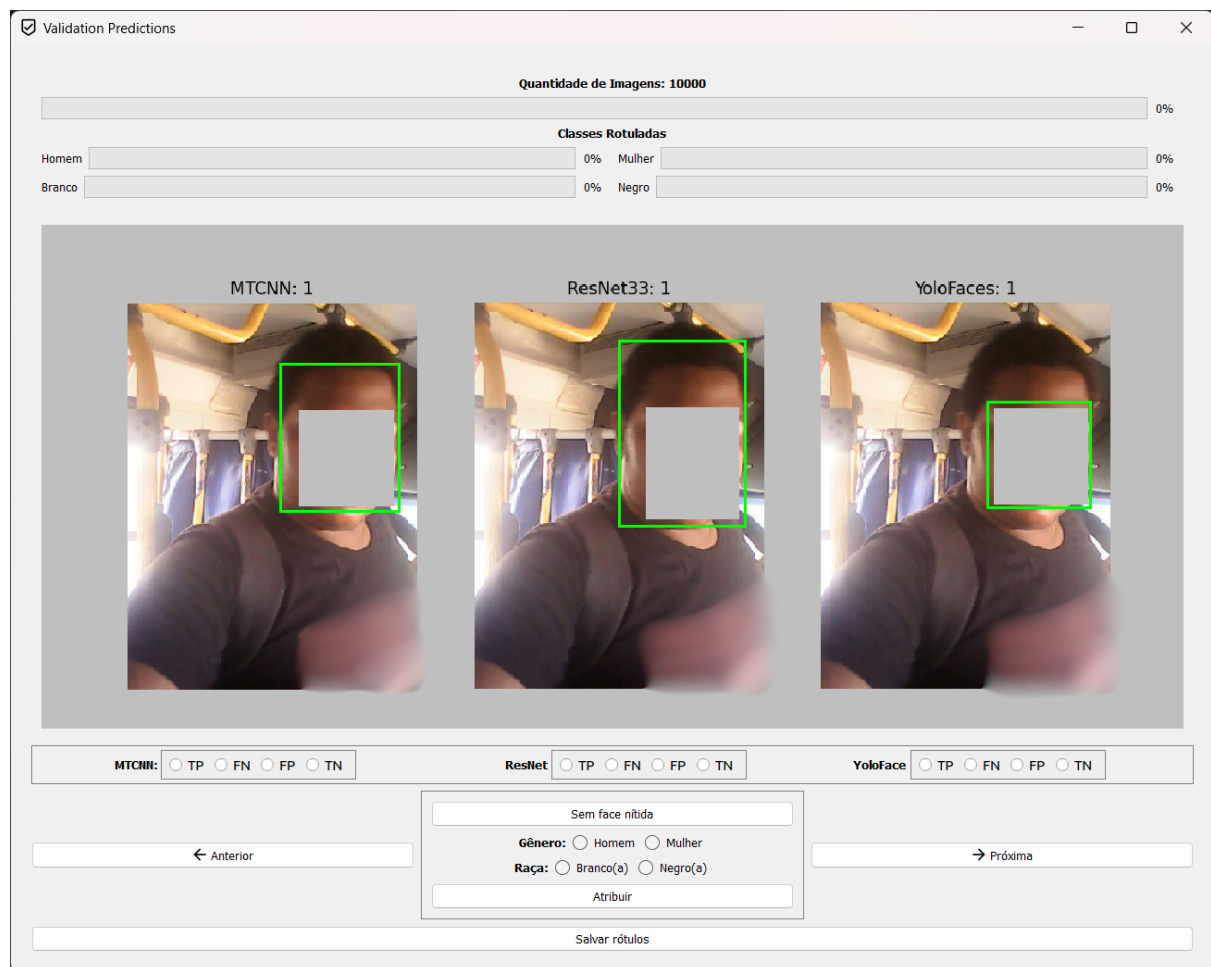 Validation Predictions
Quantidade de Imagens: 10000
0%
Classes Rotuladas
Homem 0% Mulher 0%
Branco 0% Negro 0%
MTCNN: 1 ResNet33: 1 YoloFaces: 1
MTCNN: TP FN FP TN ResNet TP FN FP TN YoloFace TP FN FP TN
Sem face nítida
Gênero: Homem Mulher
← Anterior → Próxima
Raça: Branco(a) Negro(a)
Atribuir
Salvar rótulos